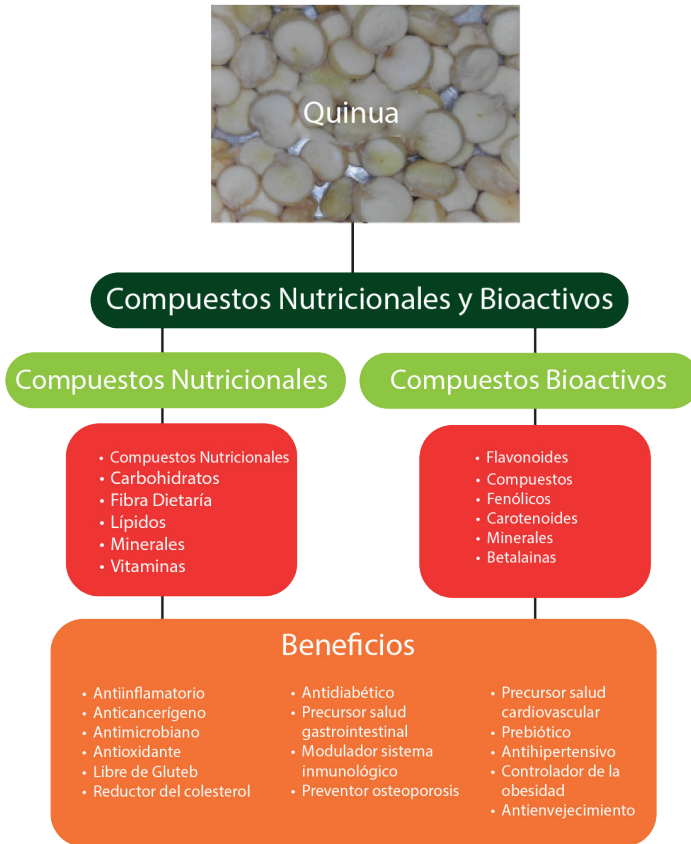 Quinua
Compuestos Nutricionales y Bioactivos
Compuestos Nutricionales
Compuestos Bioactivos
• Compuestos Nutricionales
• Carbohidratos
• Fibra Dietaría
• Lípidos
• Minerales
• Vitaminas
• Flavonoides
• Compuestos
• Fenólicos
• Carotenoides
• Minerales
• Betalainas
Beneficios
• Antiinflamatorio
• Anticancerígeno
• Antimicrobiano
• Antioxidante
• Libre de Gluteb
• Reductor del colesterol
• Antidiabético
• Precursor salud
gastrointestinal
• Modulador sistema
inmunológico
• Preventor osteoporosis
• Precursor salud
cardiovascular
• Prebiótico
• Antihipertensivo
• Controlador de la
obesidad
• Antienvejecimiento